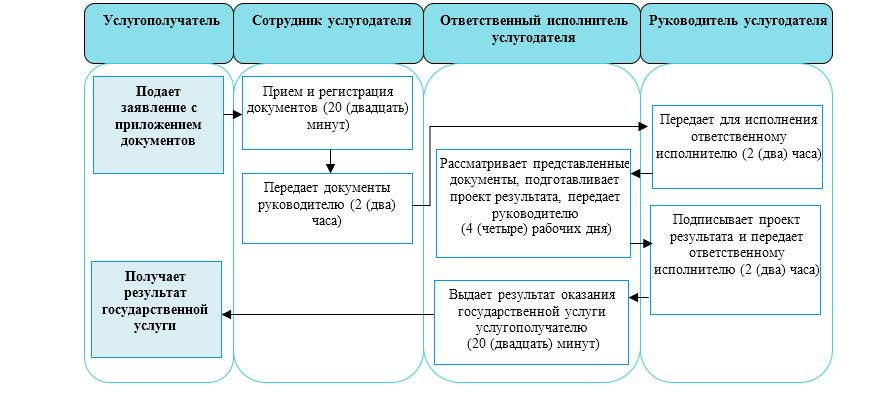 Услугополучатель
Сотрудник услугодателя
Ответственный исполнитель
услугодателя
Руководитель услугодателя
Подает
заявление с
приложением
документов
Прием и регистрация
документов (20 (двадцать)
минут)
Передает документы
руководителю (2 (два)
часа)
Передает для исполнения
ответственному
исполнителю (2 (два) часа)
Рассматривает представленные
документы, подготавливает
проект результата, передает
руководителю
(4 (четыре) рабочих дня)
Подписывает проект
результата и передает
ответственному
исполнителю (2 (два) часа)
Выдает результат оказания
государственной услуги
услугополучателю
(20 (двадцать) минут)
Получает
результат
государственной
услуги